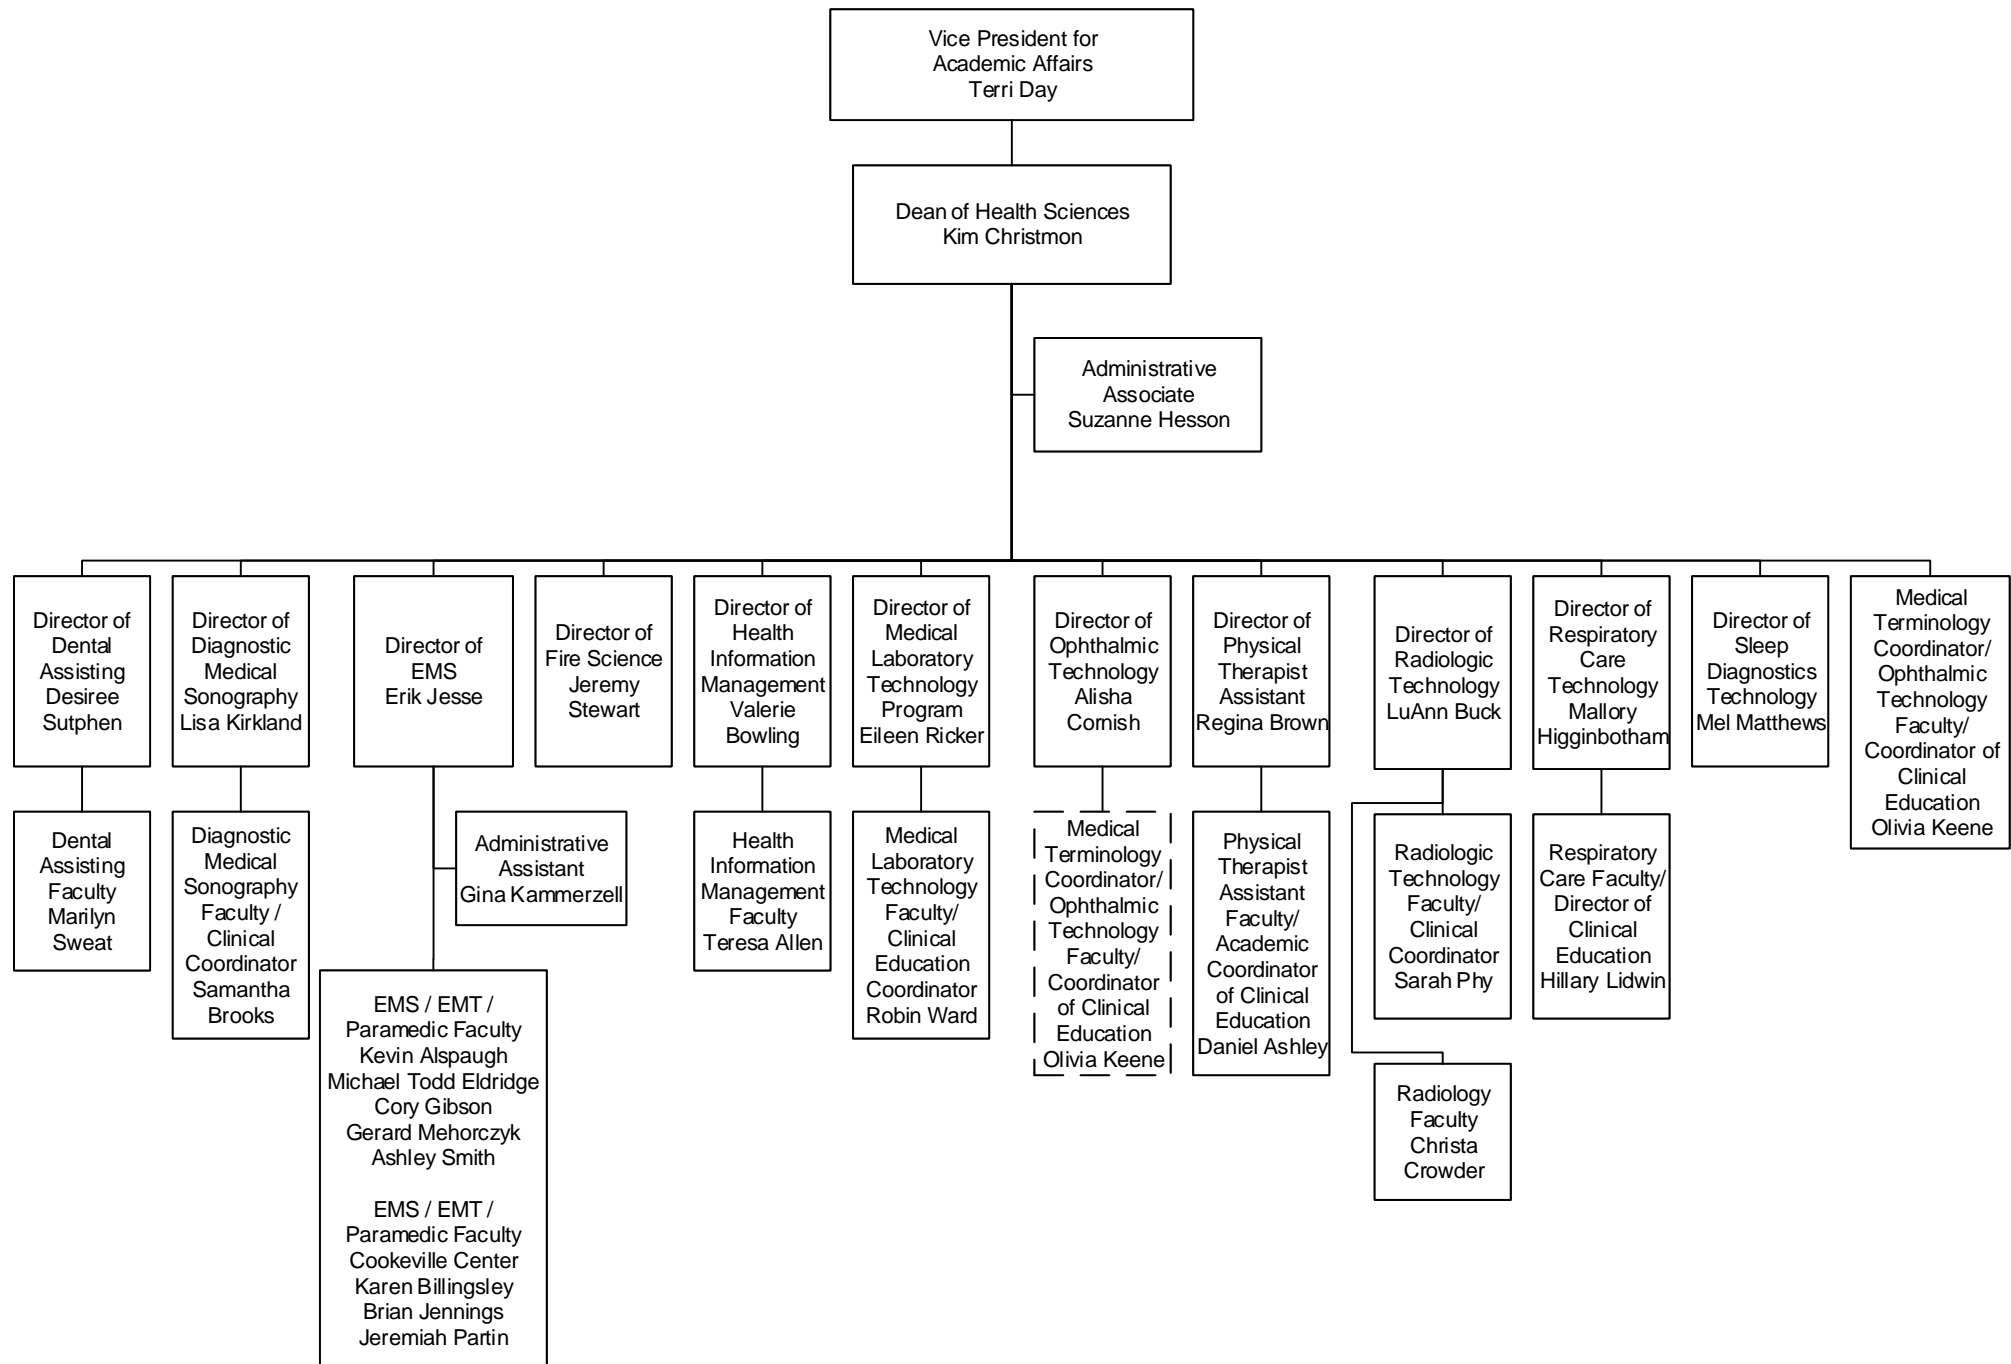 Vice President for
Academic Affairs
Terri Day
Dean of Health Sciences
Kim Christmon
Administrative
Associate
Suzanne Hesson
Director of
Dental
Assisting
Desiree
Sutphen
Director of
Diagnostic
Medical
Sonography
Lisa Kirkland
Director of
EMS
Erik Jesse
Director of
Fire Science
Jeremy
Stewart
Director of
Health
Information
Management
Valerie
Bowling
Director of
Medical
Laboratory
Technology
Program
Eileen Ricker
Director of
Ophthalmic
Technology
Alisha
Cornish
Director of
Physical
Therapist
Assistant
Regina Brown
Director of
Radiologic
Technology
LuAnn Buck
Director of
Respiratory
Care
Technology
Mallory
Higginbotham
Director of
Sleep
Diagnostics
Technology
Mel Matthews
Medical
Terminology
Coordinator/
Ophthalmic
Technology
Faculty/
Coordinator of
Clinical
Education
Olivia Keene
Dental
Assisting
Faculty
Marilyn
Sweat
Diagnostic
Medical
Sonography
Faculty /
Clinical
Coordinator
Samantha
Brooks
Administrative
Assistant
Gina Kammerzell
EMS / EMT /
Paramedic Faculty
Kevin Alspaugh
Michael Todd Eldridge
Cory Gibson
Gerard Mehorczyk
Ashley Smith
EMS / EMT /
Paramedic Faculty
Cookeville Center
Karen Billingsley
Brian Jennings
Jeremiah Partin
Health
Information
Management
Faculty
Teresa Allen
Medical
Laboratory
Technology
Faculty/
Clinical
Education
Coordinator
Robin Ward
Medical
Terminology
Coordinator/
Ophthalmic
Technology
Faculty/
Coordinator
of Clinical
Education
Olivia Keene
Physical
Therapist
Assistant
Faculty/
Academic
Coordinator
of Clinical
Education
Daniel Ashley
Radiologic
Technology
Faculty/
Clinical
Coordinator
Sarah Phy
Radiology
Faculty
Christa
Crowder
Respiratory
Care Faculty/
Director of
Clinical
Education
Hillary Lidwin